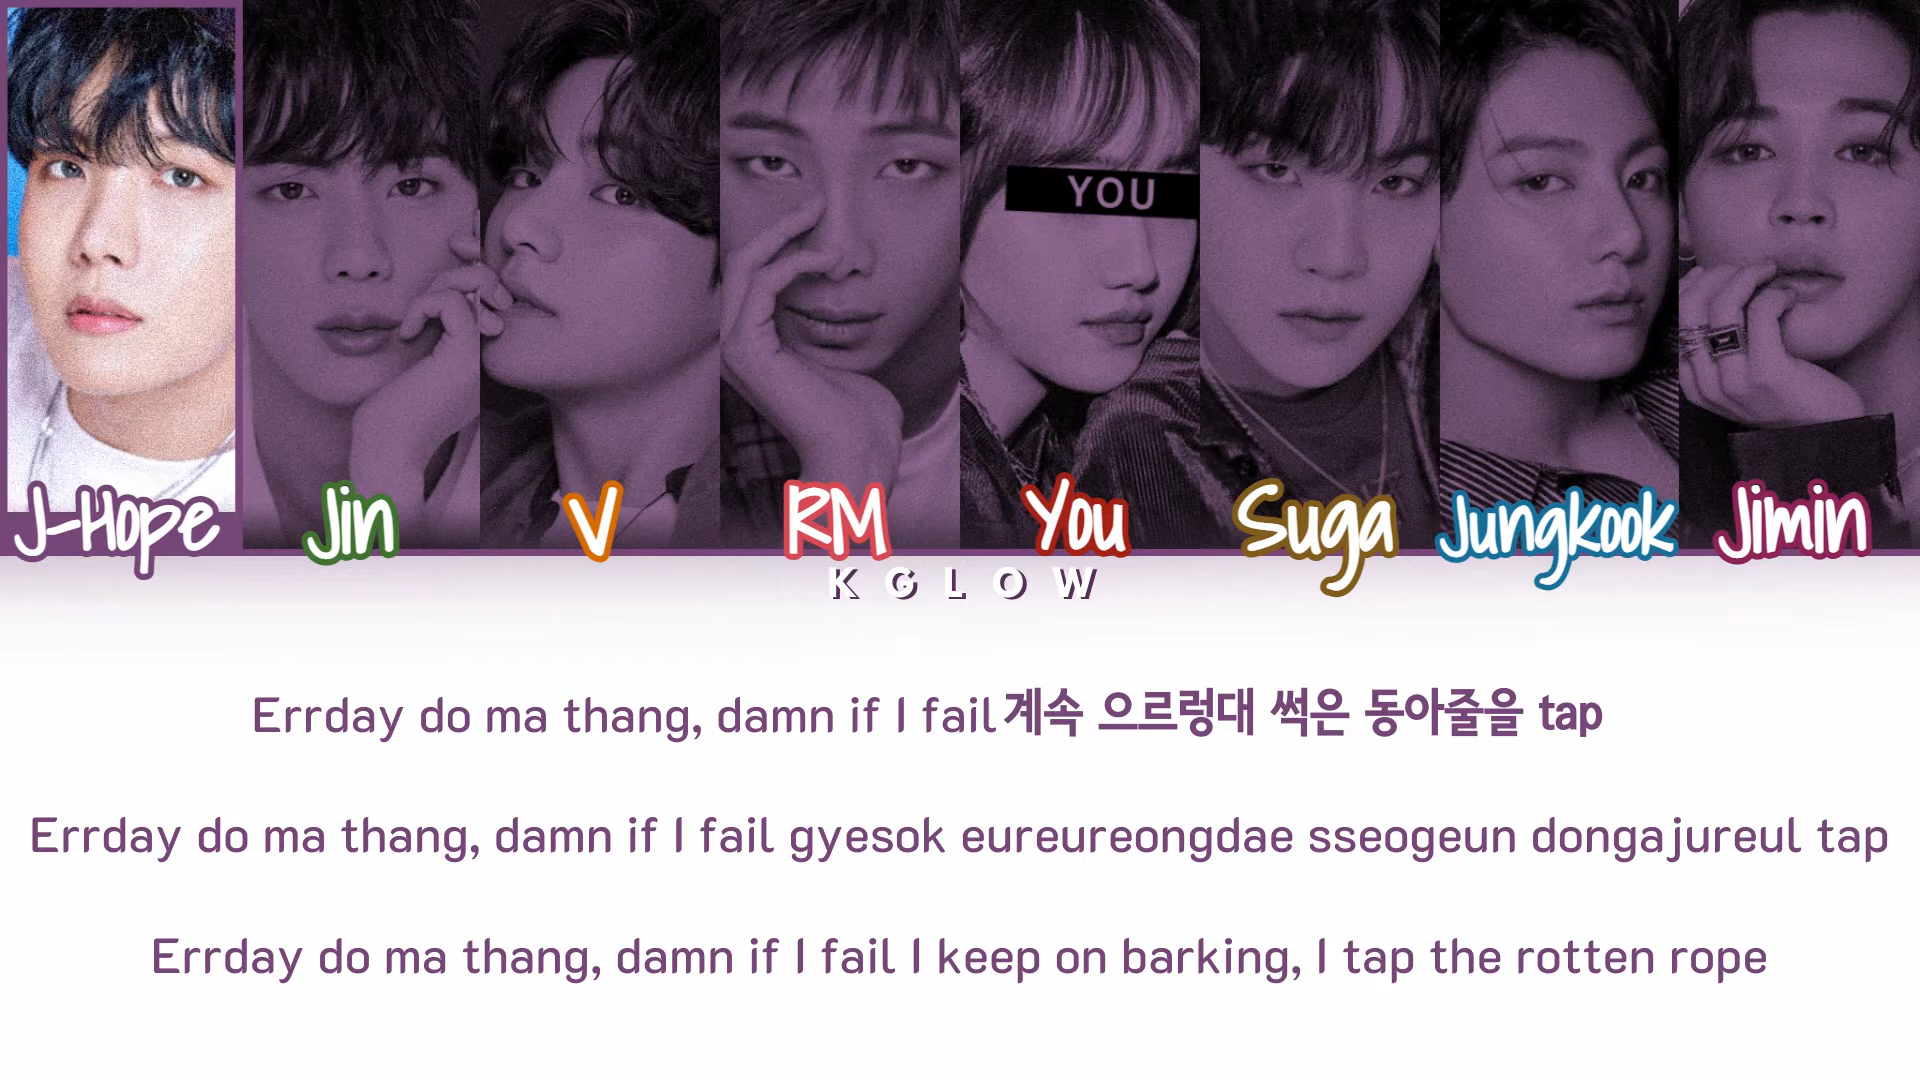 YOU
J-Hope Jin V RM You Suga Jungkook Jimin
KGLOW
Errday do ma thang, damn if I fail 계속 으르렁대 썩은 동아줄을 tap
Errday do ma thang, damn if I fail gyesok eureureongdae sseogeun dongajureul tap
Errday do ma thang, damn if I fail I keep on barking, I tap the rotten rope